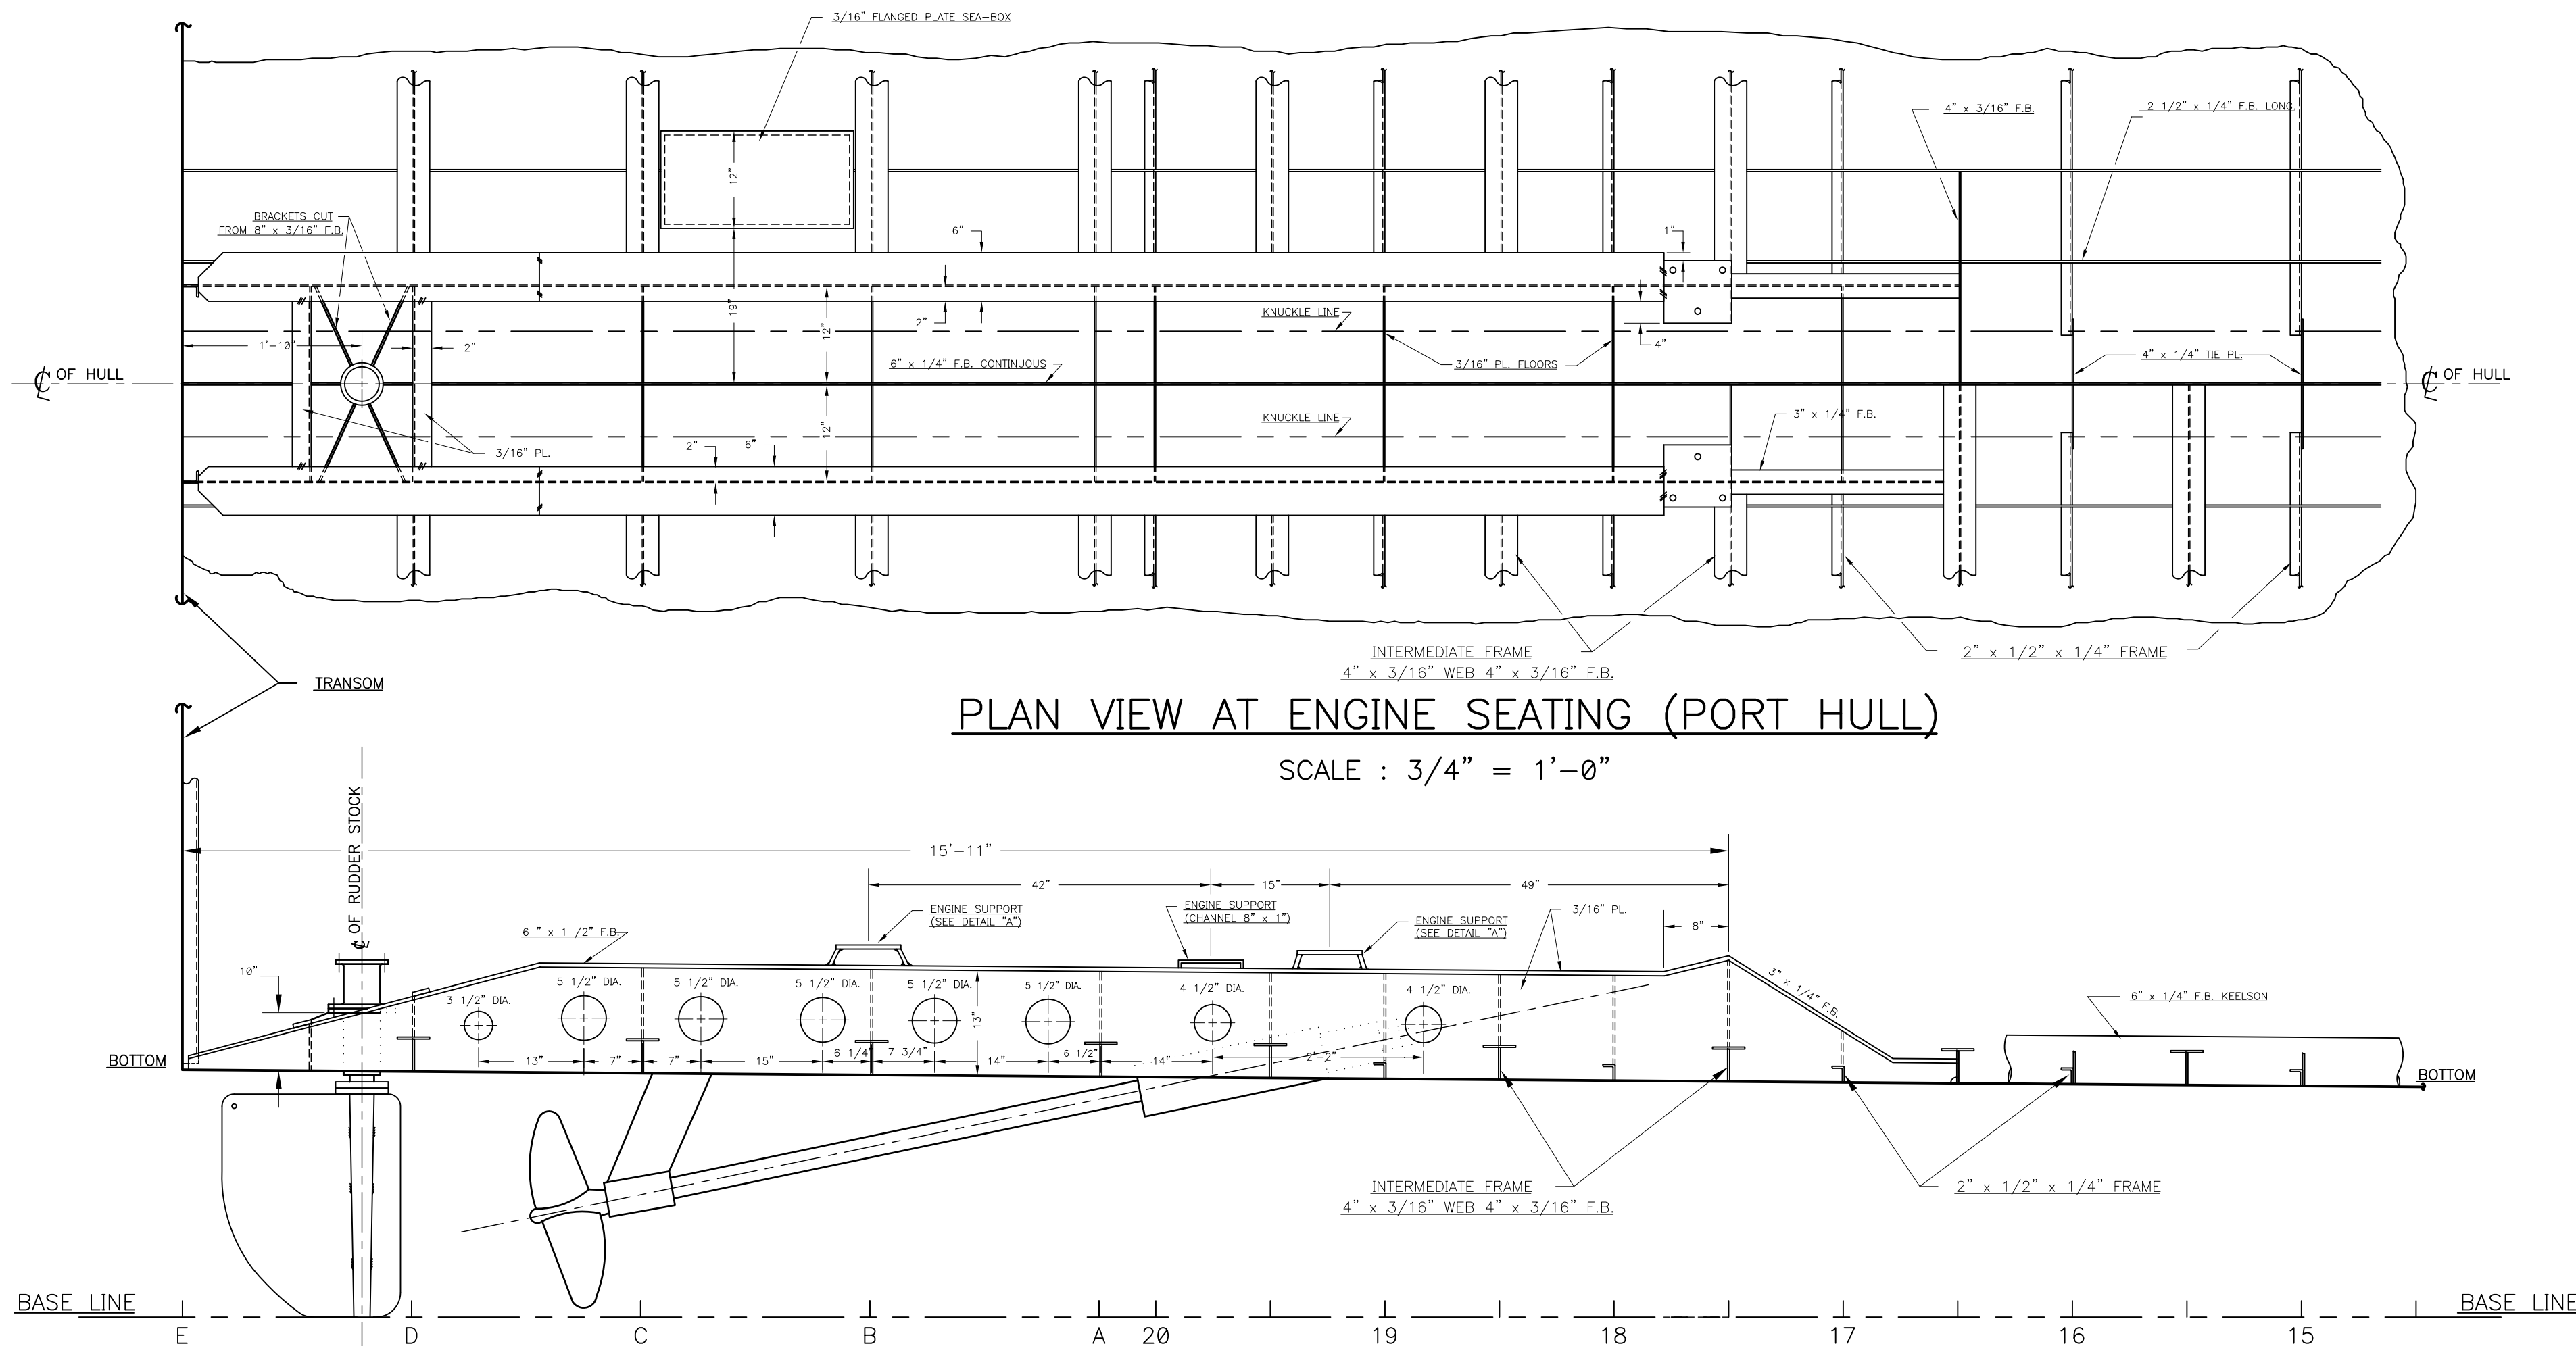 3/16” FLANGED PLATE SEA-BOX
4” x 3/16” F.B.
2 1/2” x 1/4” F.B. LONG.
12”
BRACKETS CUT
FROM 8” x 3/16” F.B.
6”
1”
19”
12”
2”
KNUCKLE LINE
1’-10”
2”
4”
6” x 1/4” F.B. CONTINUOUS
3/16” PL. FLOORS
4” x 1/4” TIE PL.
℄ OF HULL
℄ OF HULL
KNUCKLE LINE
3” x 1/4” F.B.
12”
2”
6”
3/16” PL.
INTERMEDIATE FRAME
4” x 3/16” WEB 4” x 3/16” F.B.
2” x 1/2” x 1/4” FRAME
TRANSOM
PLAN VIEW AT ENGINE SEATING (PORT HULL)
SCALE : 3/4” = 1’-0”
℄ OF RUDDER STOCK
15’-11”
42”
15”
49”
ENGINE SUPPORT
(SEE DETAIL ”A”)
ENGINE SUPPORT
(CHANNEL 8” x 1”)
ENGINE SUPPORT
(SEE DETAIL ”A”)
3/16” PL.
8”
6 ” x 1 /2” F.B.
10”
3 1/2” DIA.
5 1/2” DIA.
5 1/2” DIA.
5 1/2” DIA.
5 1/2” DIA.
5 1/2” DIA.
4 1/2” DIA.
4 1/2” DIA.
3” x 1/4” F.B.
6” x 1/4” F.B. KEELSON
13”
BOTTOM
13”
7”
7”
15”
6 1/4”
7 3/4”
14”
6 1/2”
14”
2’-2”
BOTTOM
INTERMEDIATE FRAME
4” x 3/16” WEB 4” x 3/16” F.B.
2” x 1/2” x 1/4” FRAME
BASE LINE
BASE LINE
E D C B A 20 19 18 17 16 15